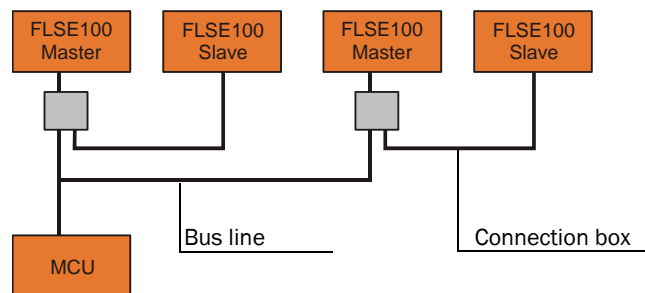 FLSE100
Master
FLSE100
Slave
FLSE100
Master
FLSE100
Slave
Bus line
Connection box
MCU